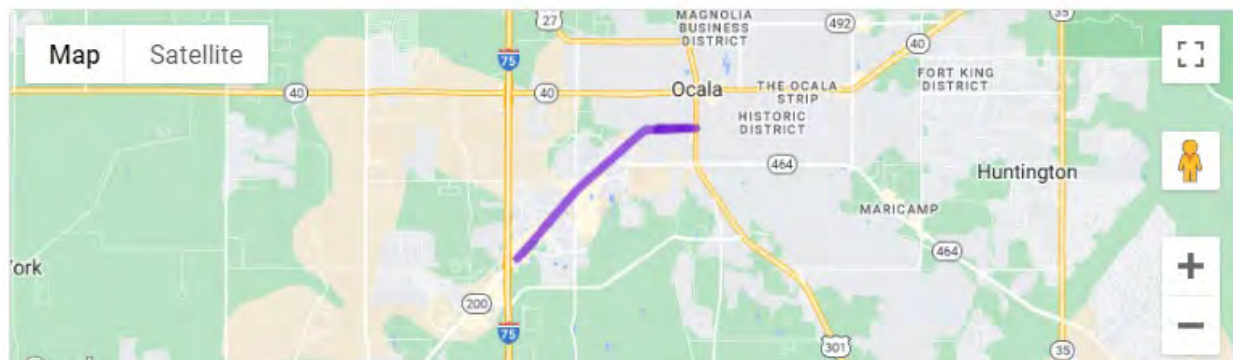 Map
Satellite
27
75
MAGNOLIA
BUSINESS
DISTRICT
492
35
40
FORT KING
DISTRICT
40
40
Ocala
THE OCALA
STRIP
HISTORIC
DISTRICT
464
Huntington
MARICAMP
464
200
75
301
35